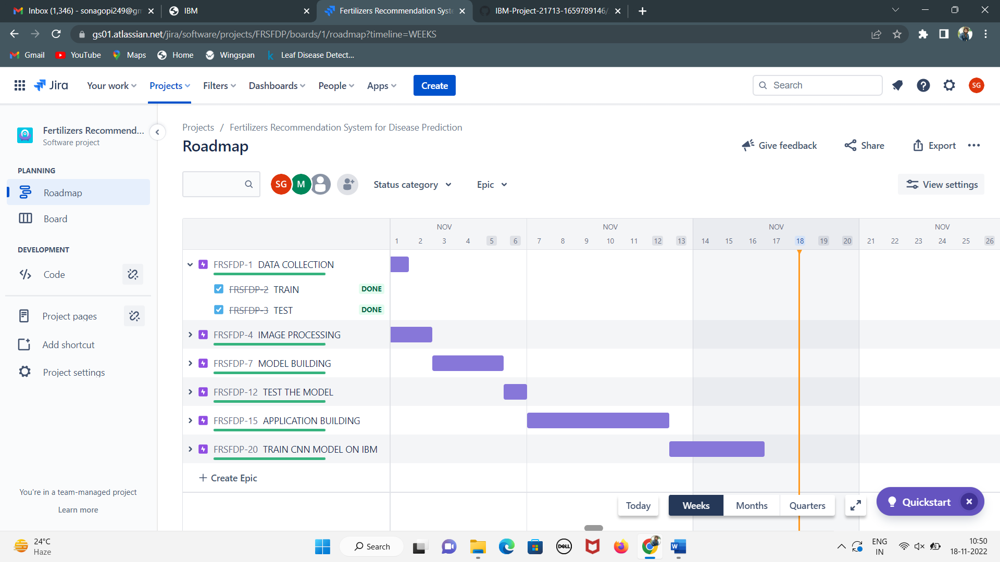 Inbox (1,346) - sonagopi249@gm
IBM
Fertilizers Recommendation Syste
IBM-Project-21713-1659789146/
gs01.atlassian.net/jira/software/projects/FRSFDP/boards/1/roadmap?timeline=WEEKS
Gmail
YouTube
Maps
Home
Wingspan
k
Leaf Disease Detect...
Jira
Your work
Projects
Filters
Dashboards
People
Apps
Create
Search
SG
Fertilizers Recommend...
Software project
PLANNING
Roadmap
Board
DEVELOPMENT
Code
Project pages
Add shortcut
Project settings
You're in a team-managed project
Learn more
Projects / Fertilizers Recommendation System for Disease Prediction
Roadmap
Give feedback
Share
Export
SG
M
Status category
Epic
View settings
NOV NOV NOV NOV
1 2 3 4 5 6 7 8 9 10 11 12 13 14 15 16 17 18 19 20 21 22 23 24 25 26
FRSFDP-1 DATA COLLECTION
FRSFDP-2 TRAIN DONE
FRSFDP-3 TEST DONE
FRSFDP-4 IMAGE PROCESSING
FRSFDP-7 MODEL BUILDING
FRSFDP-12 TEST THE MODEL
FRSFDP-15 APPLICATION BUILDING
FRSFDP-20 TRAIN CNN MODEL ON IBM
+ Create Epic
Today
Weeks
Months
Quarters
Quickstart
24°C
Haze
Search
DELL
W
ENG
IN
10:50
18-11-2022